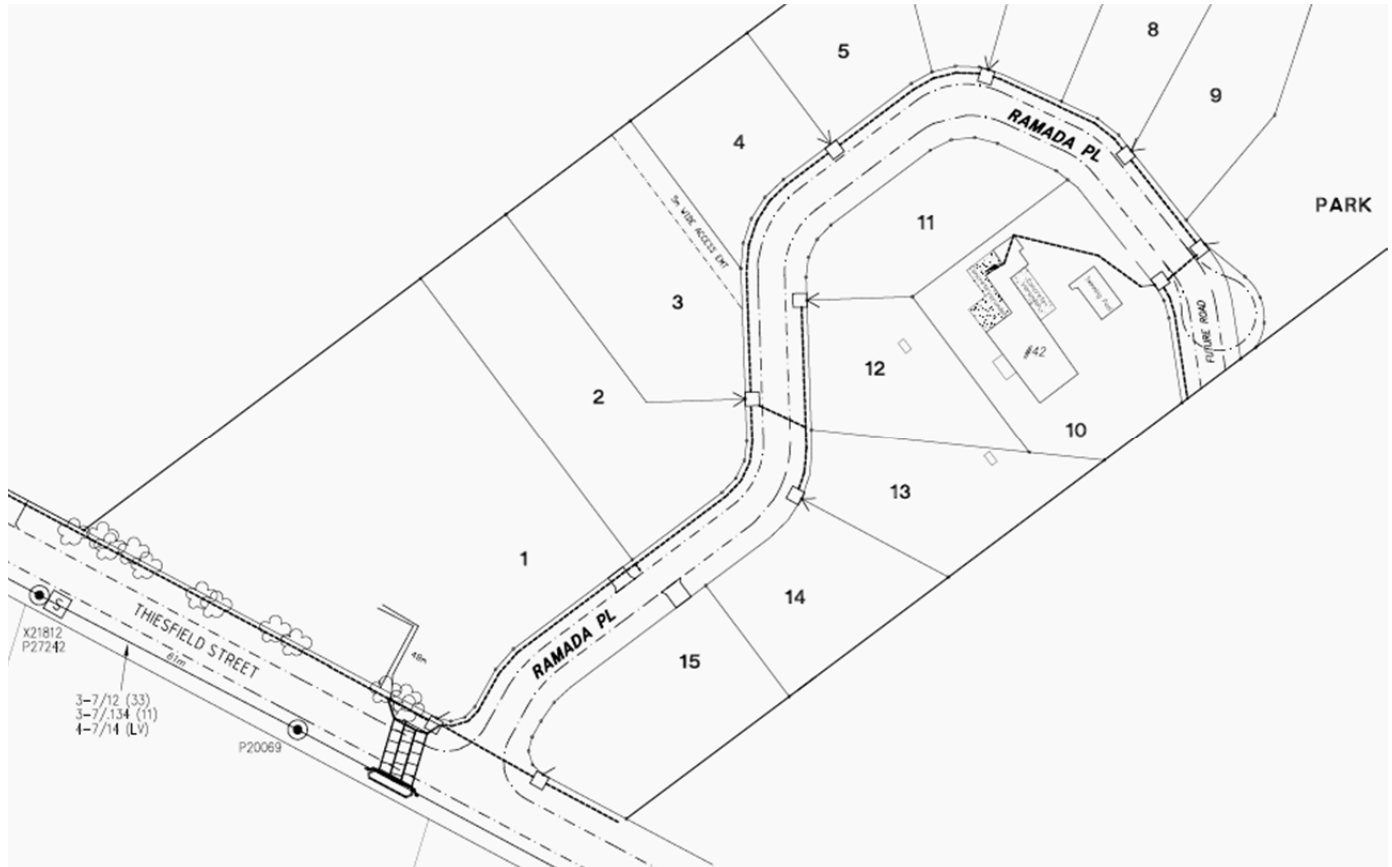 8
5
9
RAMADA PL
4
PARK
11
5m WIDE ACCESS EMT
3
FUTURE ROAD
#42
12
2
10
13
1
14
X21812
P27242
S
THIESFIELD STREET
61m
RAMADA PL
15
48m
3-7/12 (33)
3-7/.134 (11)
4-7/14 (LV)
P20069